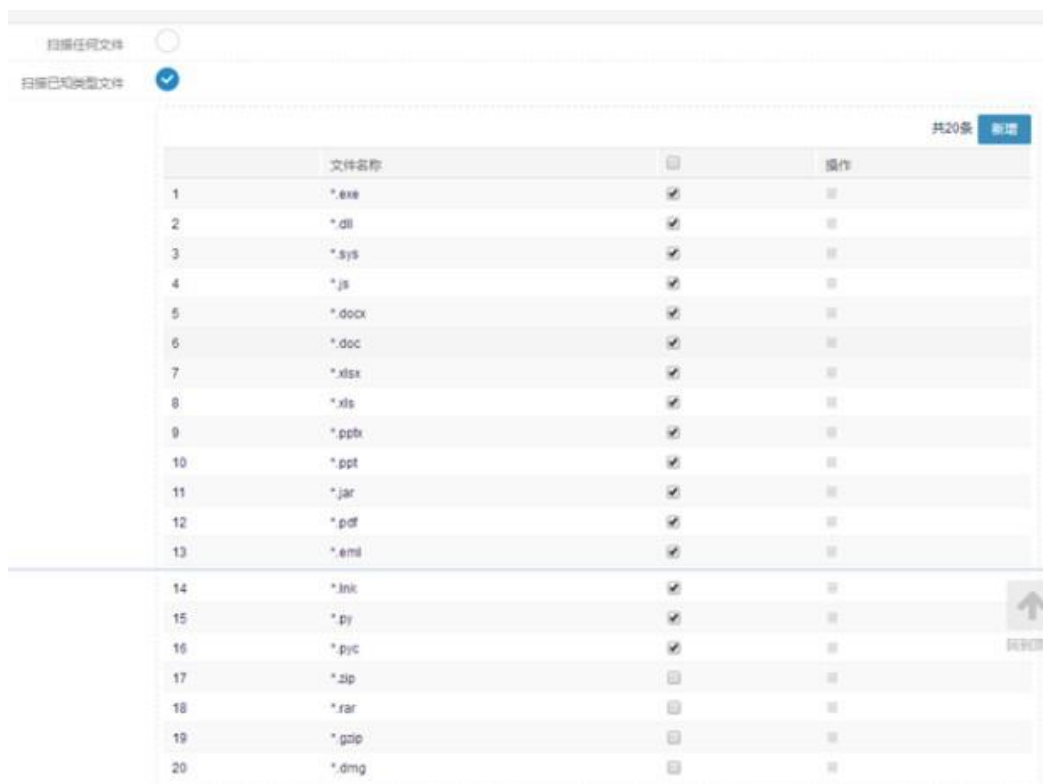 扫描任何文件
扫描已知类型文件
共20条 新增
文件名称 操作
1 *.exe
2 *.dll
3 *.sys
4 *.js
5 *.docx
6 *.doc
7 *.xlsx
8 *.xls
9 *.pptx
10 *.ppt
11 *.jar
12 *.pdf
13 *.eml
14 *.lnk
15 *.py
16 *.pyc
17 *.zip
18 *.rar
19 *.gzip
20 *.dmg